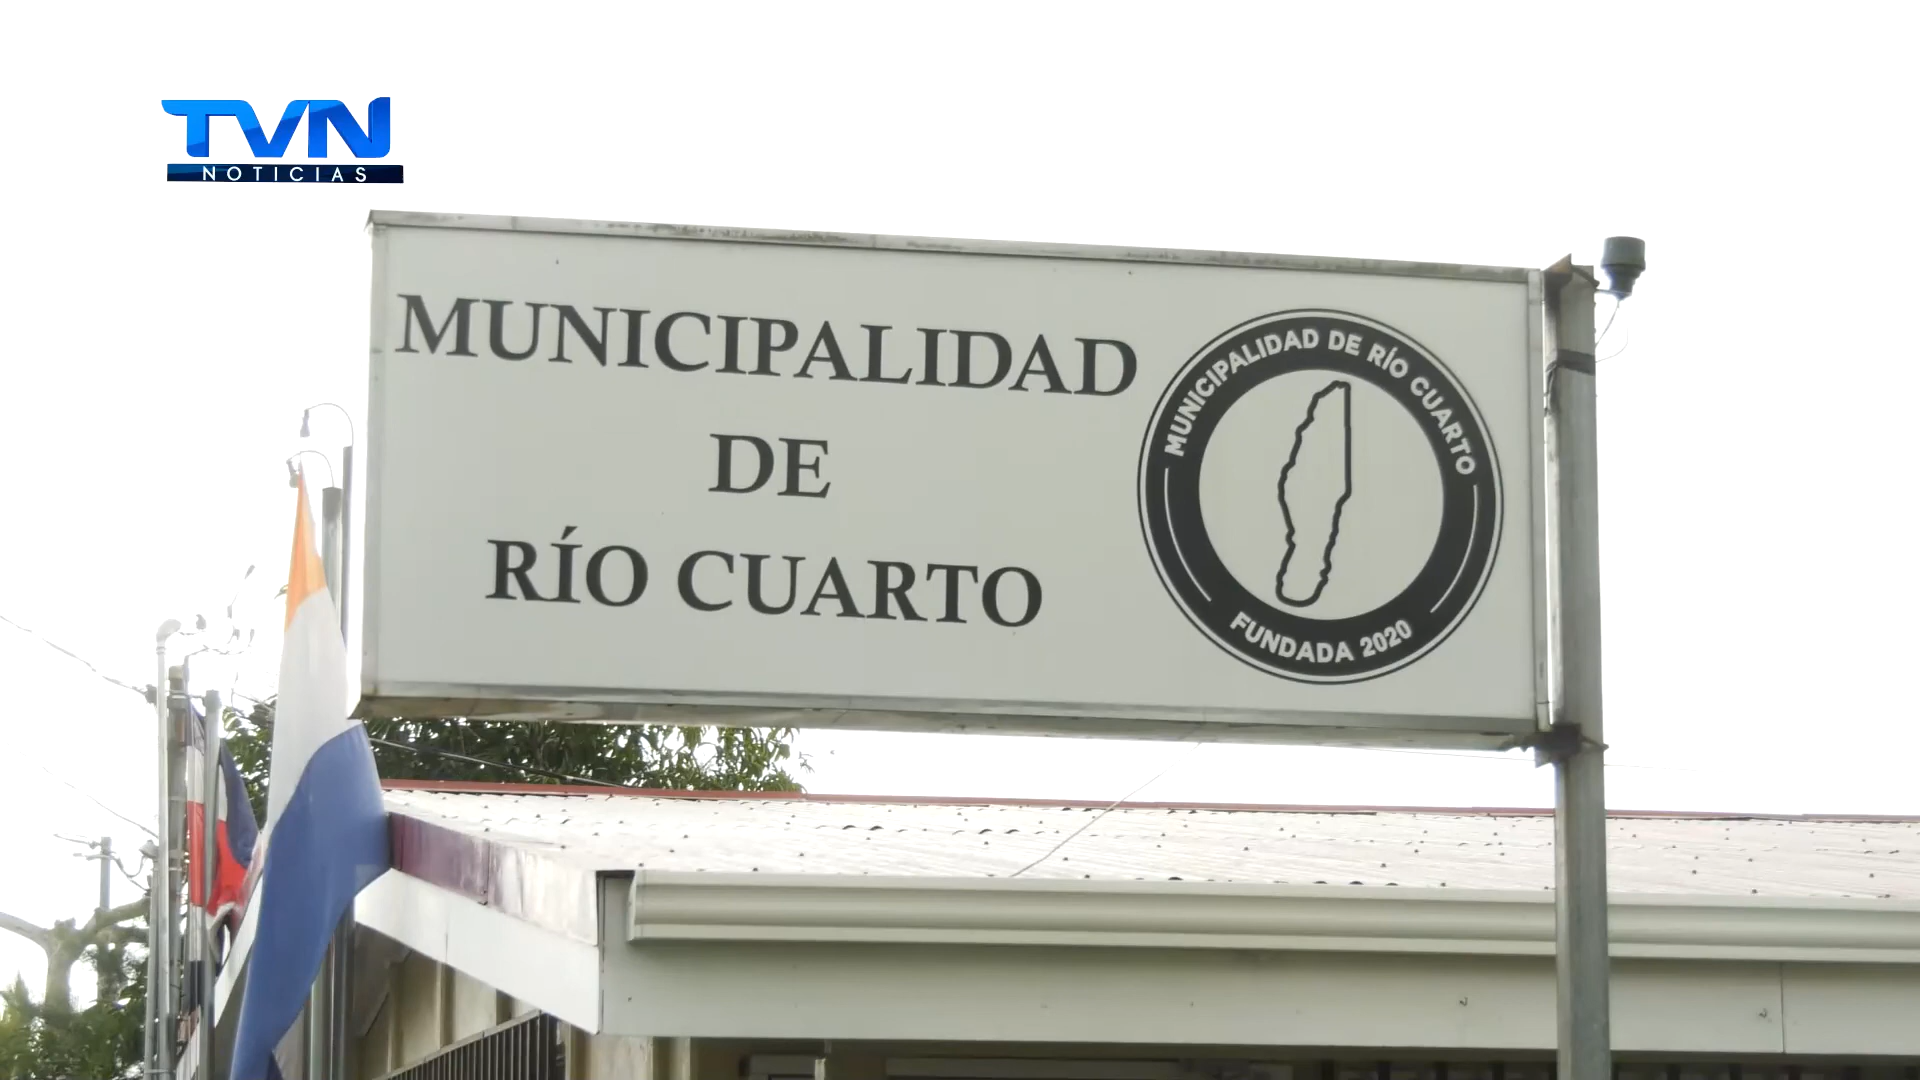 TVN
NOTICIAS
MUNICIPALIDAD
DE
RÍO CUARTO
MUNICIPALIDAD DE RÍO CUARTO
FUNDADA 2020